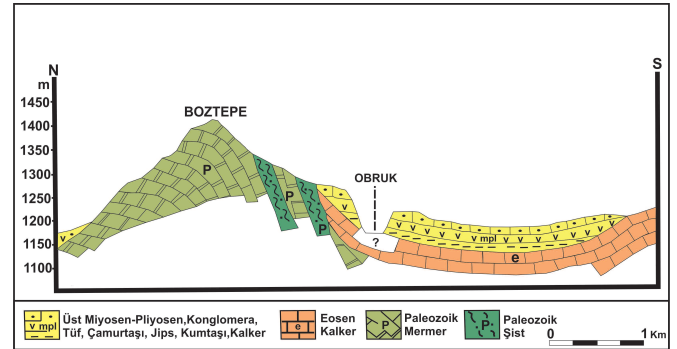 N
S
m
1450
1400
1350
1300
1250
1200
1150
1100
BOZTEPE
OBRUK
P
P
P
?
v
v mpl
e
v mpl
Üst Miyosen-Pliyosen,Konglomera,
Tüf, Çamurtaşı, Jips, Kumtaşı,Kalker
e
Eosen
Kalker
P
Paleozoik
Mermer
P
Paleozoik
Şist
0
1 Km